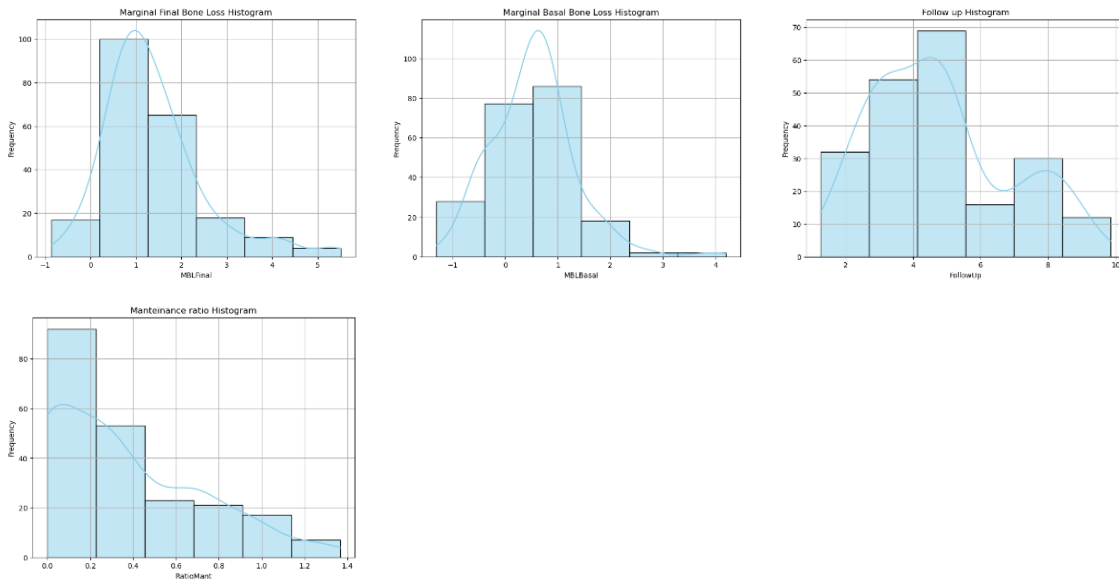 Marginal Final Bone Loss Histogram
Frequency
100
80
60
40
20
0
−1 0 1 2 3 4 5
MBLFinal
Marginal Basal Bone Loss Histogram
Frequency
100
80
60
40
20
0
−1 0 1 2 3 4
MBLBasal
Follow up Histogram
Frequency
70
60
50
40
30
20
10
0
2 4 6 8 10
FollowUp
Manteinance ratio Histogram
Frequency
80
60
40
20
0
0.0 0.2 0.4 0.6 0.8 1.0 1.2 1.4
RatioMant